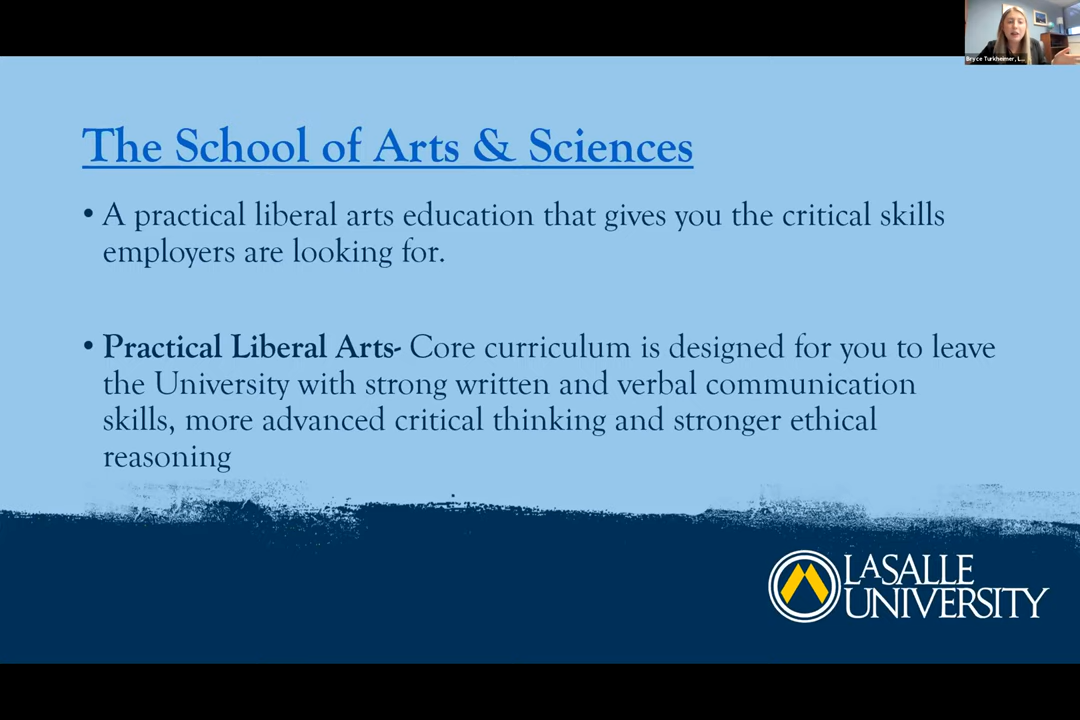 Bryce Turkheimer, L...
The School of Arts & Sciences
• A practical liberal arts education that gives you the critical skills
employers are looking for.
• Practical Liberal Arts- Core curriculum is designed for you to leave
the University with strong written and verbal communication
skills, more advanced critical thinking and stronger ethical
reasoning
LASALLE
UNIVERSITY